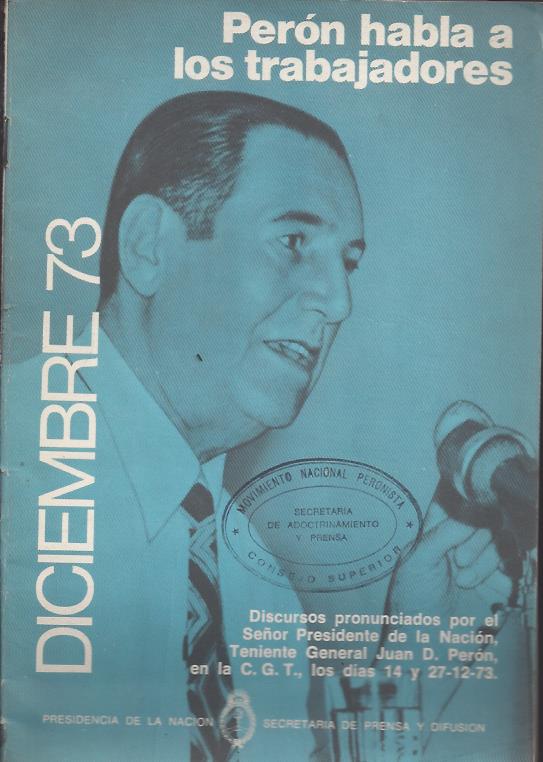 Perón habla a
los trabajadores
DICIEMBRE 73
MOVIMIENTO NACIONAL PERONISTA
SECRETARIA
DE ADOCTRINAMIENTO
Y PRENSA
CONSEJO SUPERIOR
Discursos pronunciados por el
Señor Presidente de la Nación,
Teniente General Juan D. Perón,
en la C. G. T., los días 14 y 27-12-73.
PRESIDENCIA DE LA NACION SECRETARIA DE PRENSA Y DIFUSION